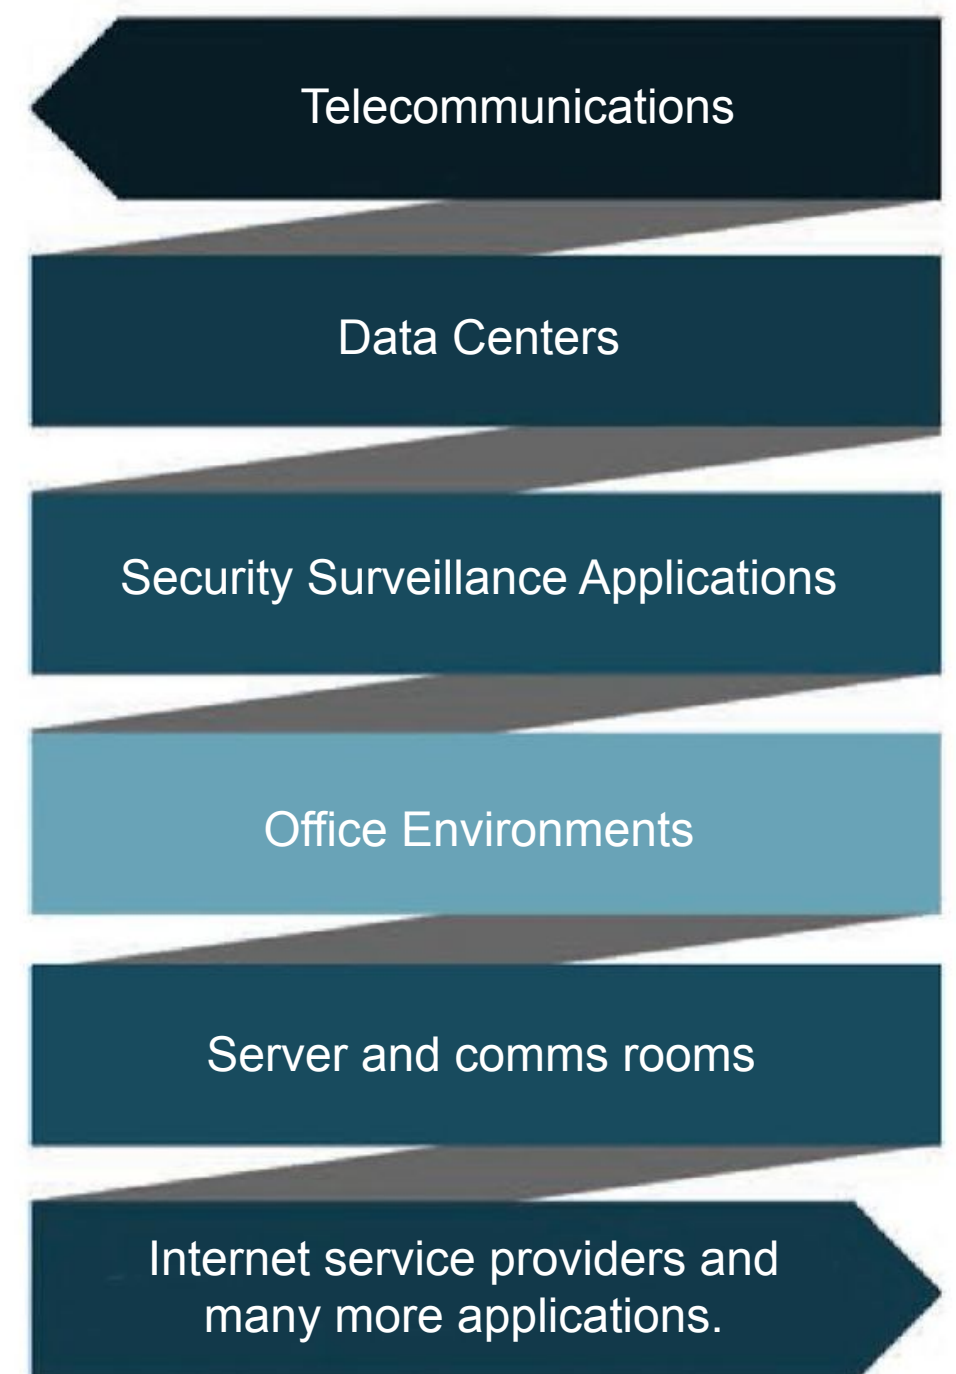 Telecommunications
Data Centers
Security Surveillance Applications
Office Environments
Server and comms rooms
Internet service providers and
many more applications.